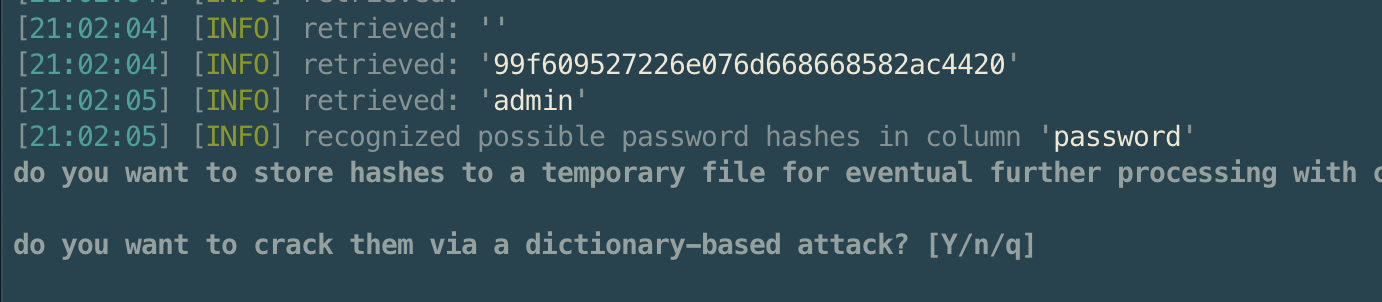 [21:02:04] [INFO] retrieved: ''
[21:02:04] [INFO] retrieved: '99f609527226e076d668668582ac4420'
[21:02:05] [INFO] retrieved: 'admin'
[21:02:05] [INFO] recognized possible password hashes in column 'password'
do you want to store hashes to a temporary file for eventual further processing with
do you want to crack them via a dictionary-based attack? [Y/n/q]